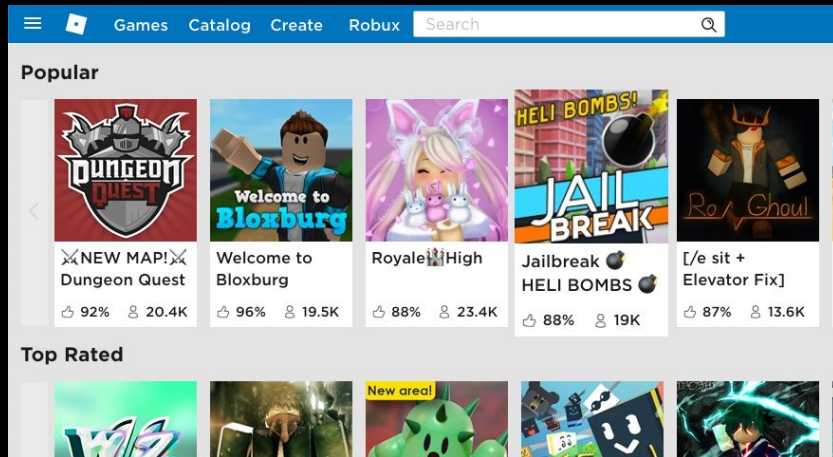 Games Catalog Create Robux Search
Popular
DUNGEON
QUEST
Welcome to
Bloxburg
HELI BOMBS!
JAIL
BREAK
Ro Ghoul
⚔NEW MAP!⚔
Dungeon Quest
92% 20.4K
Welcome to
Bloxburg
96% 19.5K
Royale🏰High
88% 23.4K
Jailbreak 💣
HELI BOMBS 💣
88% 19K
[/e sit +
Elevator Fix]
87% 13.6K
Top Rated
New area!